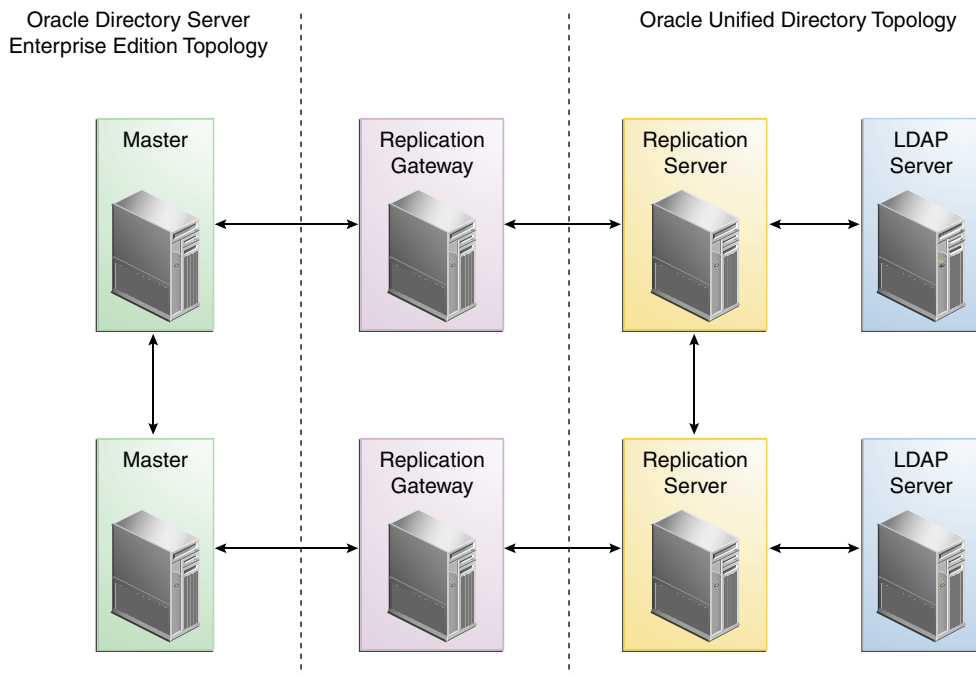 Oracle Directory Server
Enterprise Edition Topology
Oracle Unified Directory Topology
Master
Replication
Gateway
Replication
Server
LDAP
Server
Master
Replication
Gateway
Replication
Server
LDAP
Server